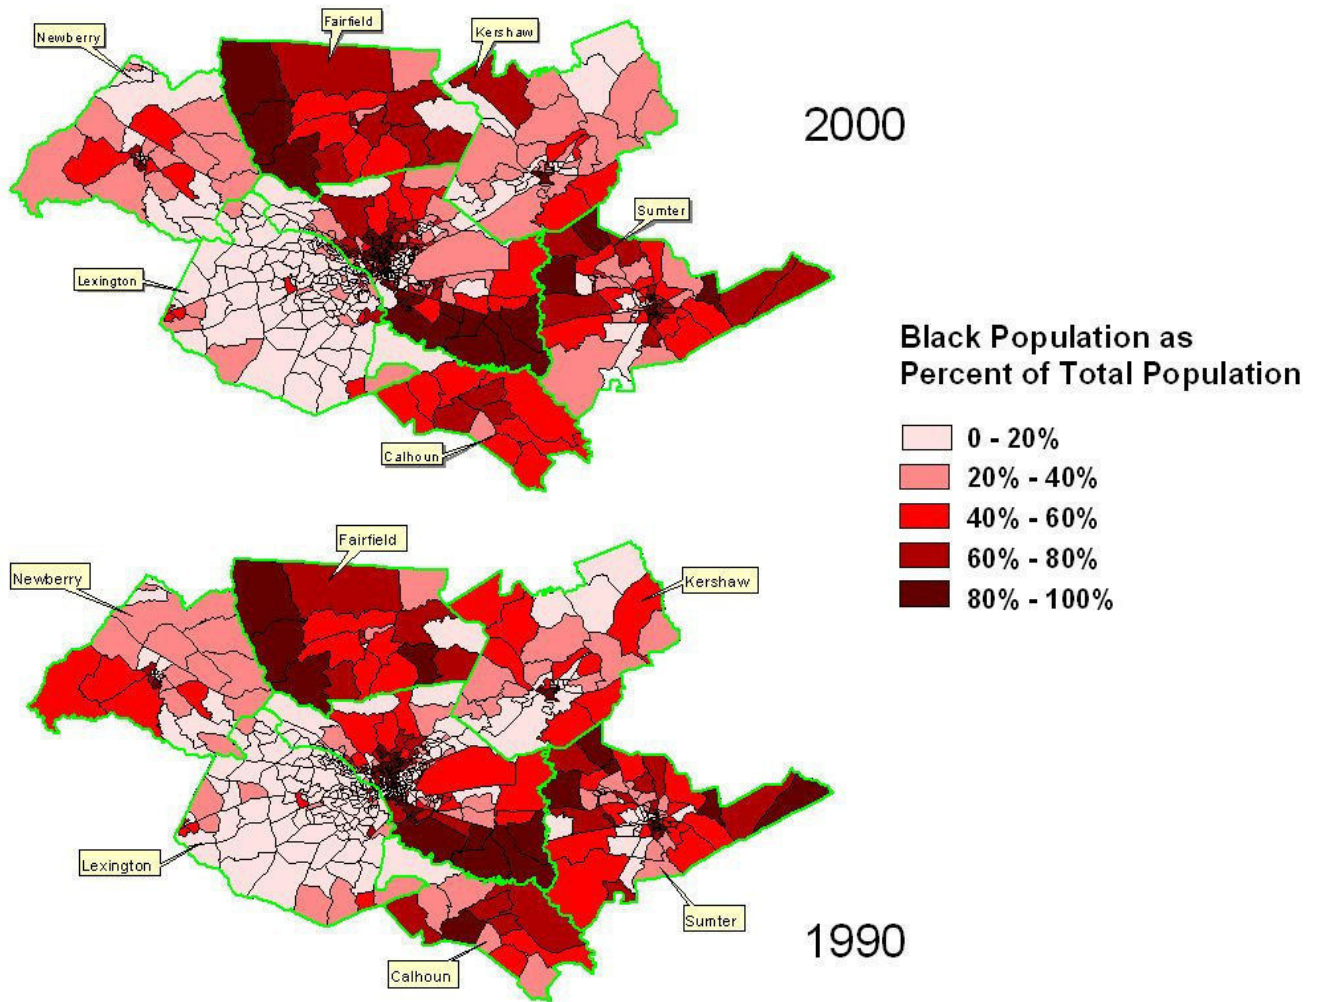 Fairfield
Newberry
Kershaw
2000
Sumter
Lexington
Calhoun
Black Population as
Percent of Total Population
0 - 20%
20% - 40%
40% - 60%
60% - 80%
80% - 100%
Fairfield
Newberry
Kershaw
Lexington
Sumter
1990
Calhoun